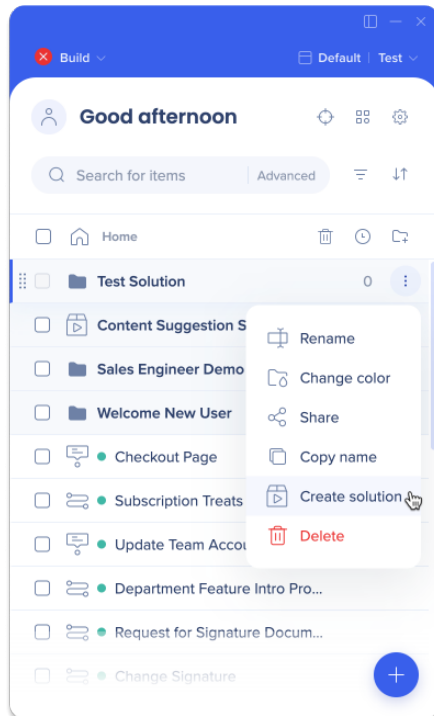 Build
Default | Test
Good afternoon
Search for items
Advanced
Home
Test Solution
0
Content Suggestion S
Sales Engineer Demo
Welcome New User
Checkout Page
Subscription Treats
Update Team Accou
Department Feature Intro Pro...
Request for Signature Docum...
Change Signature
Rename
Change color
Share
Copy name
Create solution
Delete